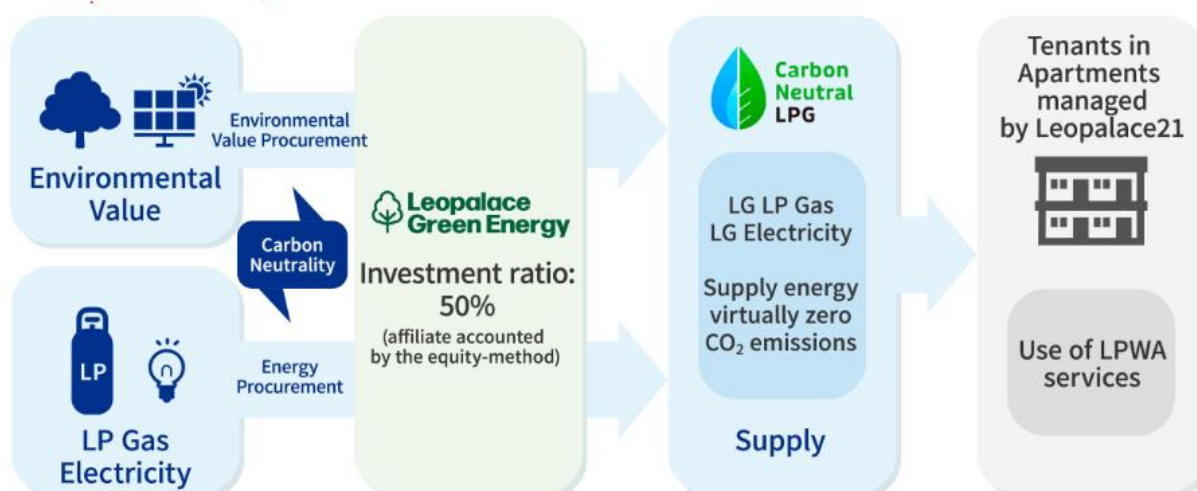 Environmental
Value
LP
LP Gas
Electricity
Environmental
Value Procurement
Carbon
Neutrality
Energy
Procurement
Leopalace
Green Energy
Investment ratio:
50%
(affiliate accounted
by the equity-method)
Carbon
Neutral
LPG
LG LP Gas
LG Electricity
Supply energy
virtually zero
CO₂ emissions
Supply
Tenants in
Apartments
managed
by Leopalace21
Use of LPWA
services